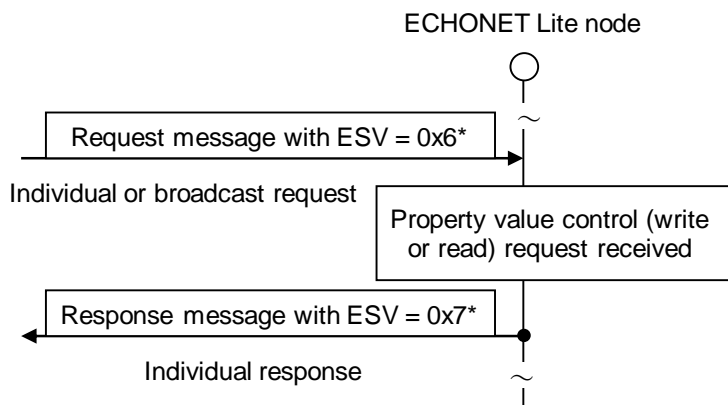 ECHONET Lite node
～
Request message with ESV = 0x6*
Individual or broadcast request
Property value control (write
or read) request received
Response message with ESV = 0x7*
Individual response
～